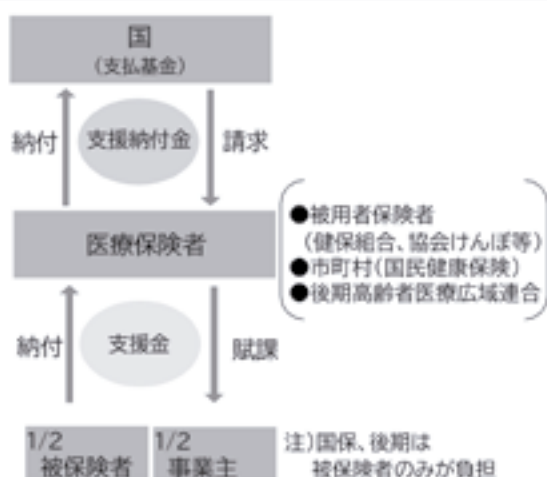 国
(支払基金)
納付
支援納付金
請求
医療保険者
●被用者保険者
(健保組合、協会けんぽ等)
●市町村(国民健康保険)
●後期高齢者医療広域連合
納付
支援金
賦課
1/2
被保険者
1/2
事業主
注)国保、後期は
被保険者のみが負担